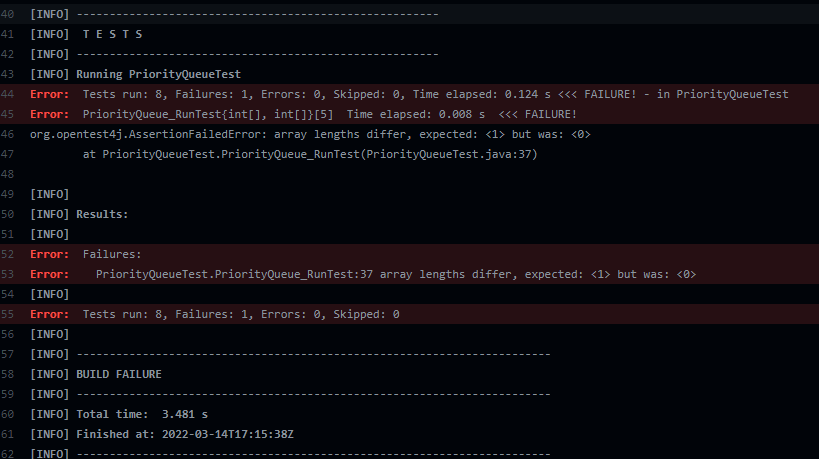 40 [INFO] -------------------------------------------------------
41 [INFO]  T E S T S
42 [INFO] -------------------------------------------------------
43 [INFO] Running PriorityQueueTest
44 Error:  Tests run: 8, Failures: 1, Errors: 0, Skipped: 0, Time elapsed: 0.124 s <<< FAILURE! - in PriorityQueueTest
45 Error:  PriorityQueue_RunTest{int[], int[]}[5]  Time elapsed: 0.008 s  <<< FAILURE!
46 org.opentest4j.AssertionFailedError: array lengths differ, expected: <1> but was: <0>
47         at PriorityQueueTest.PriorityQueue_RunTest(PriorityQueueTest.java:37)
48
49 [INFO]
50 [INFO] Results:
51 [INFO]
52 Error:  Failures:
53 Error:    PriorityQueueTest.PriorityQueue_RunTest:37 array lengths differ, expected: <1> but was: <0>
54 [INFO]
55 Error:  Tests run: 8, Failures: 1, Errors: 0, Skipped: 0
56 [INFO]
57 [INFO] ------------------------------------------------------------------------
58 [INFO] BUILD FAILURE
59 [INFO] ------------------------------------------------------------------------
60 [INFO] Total time:  3.481 s
61 [INFO] Finished at: 2022-03-14T17:15:38Z
62 [INFO] ------------------------------------------------------------------------